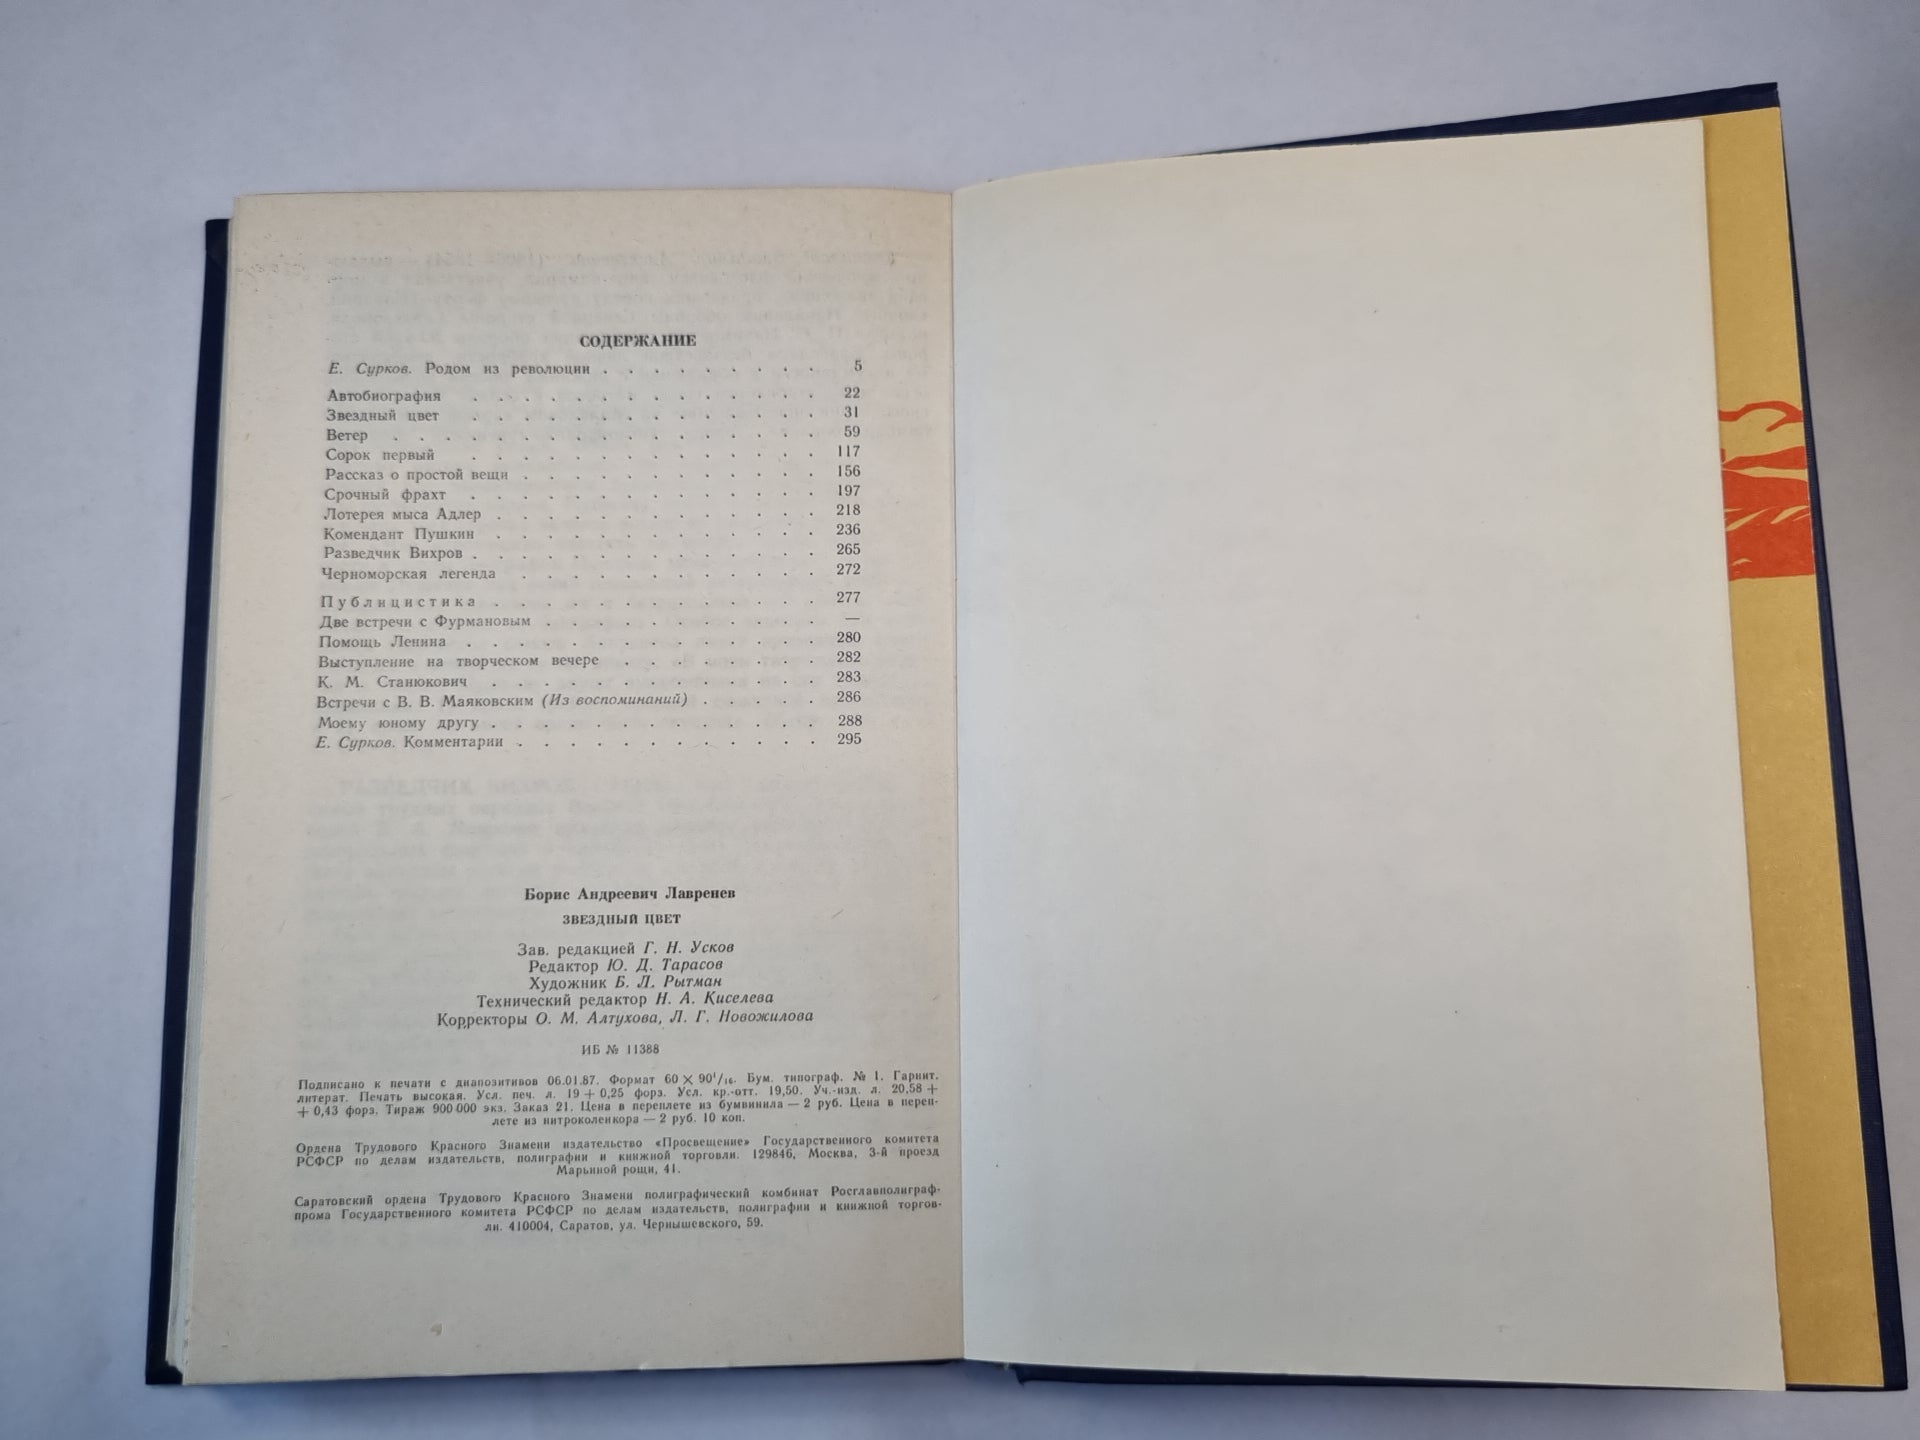 СОДЕРЖАНИЕ
Е. Сурков. Родом из революции . . . . . . . . . 5
Автобиография . . . . . . . . . . . . . . 22
Звездный цвет . . . . . . . . . . . . . . 31
Ветер . . . . . . . . . . . . . . . . . 59
Сорок первый . . . . . . . . . . . . . . 117
Рассказ о простой вещи . . . . . . . . . . . . 156
Срочный фрахт . . . . . . . . . . . . . . 197
Лотерея мыса Адлер . . . . . . . . . . . . . 218
Комендант Пушкин . . . . . . . . . . . . . 236
Разведчик Вихров . . . . . . . . . . . . . . 265
Черноморская легенда . . . . . . . . . . . . 272
Публицистика . . . . . . . . . . . . . 277
Две встречи с Фурмановым . . . . . . . . . . . —
Помощь Ленина . . . . . . . . . . . . . . 280
Выступление на творческом вечере . . . . . . . . 282
К. М. Станюкович . . . . . . . . . . . . . 283
Встречи с В. В. Маяковским (Из воспоминаний) . . . . . 286
Моему юному другу . . . . . . . . . . . . . 288
Е. Сурков. Комментарии . . . . . . . . . . . . 295
Борис Андреевич Лавренев
ЗВЕЗДНЫЙ ЦВЕТ
Зав. редакцией Г. Н. Усков
Редактор Ю. Д. Тарасов
Художник Б. Л. Рытман
Технический редактор Н. А. Киселева
Корректоры О. М. Алтухова, Л. Г. Новожилова
ИБ № 11388
Подписано к печати с диапозитивов 06.01.87. Формат 60 × 90¹/₁₆. Бум. типограф. № 1. Гарнит.
литерат. Печать высокая. Усл. печ. л. 19 + 0,25 форз. Усл. кр.-отт. 19,50. Уч.-изд. л. 20,58 +
+ 0,43 форз. Тираж 900 000 экз. Заказ 21. Цена в переплете из бумвинила — 2 руб. Цена в переп-
лете из нитроколенкора — 2 руб. 10 коп.
Ордена Трудового Красного Знамени издательство «Просвещение» Государственного комитета
РСФСР по делам издательств, полиграфии и книжной торговли. 129846, Москва, 3-й проезд
Марьиной рощи, 41.
Саратовский ордена Трудового Красного Знамени полиграфический комбинат Росглавполиграф-
прома Государственного комитета РСФСР по делам издательств, полиграфии и книжной торгов-
ли. 410004, Саратов, ул. Чернышевского, 59.